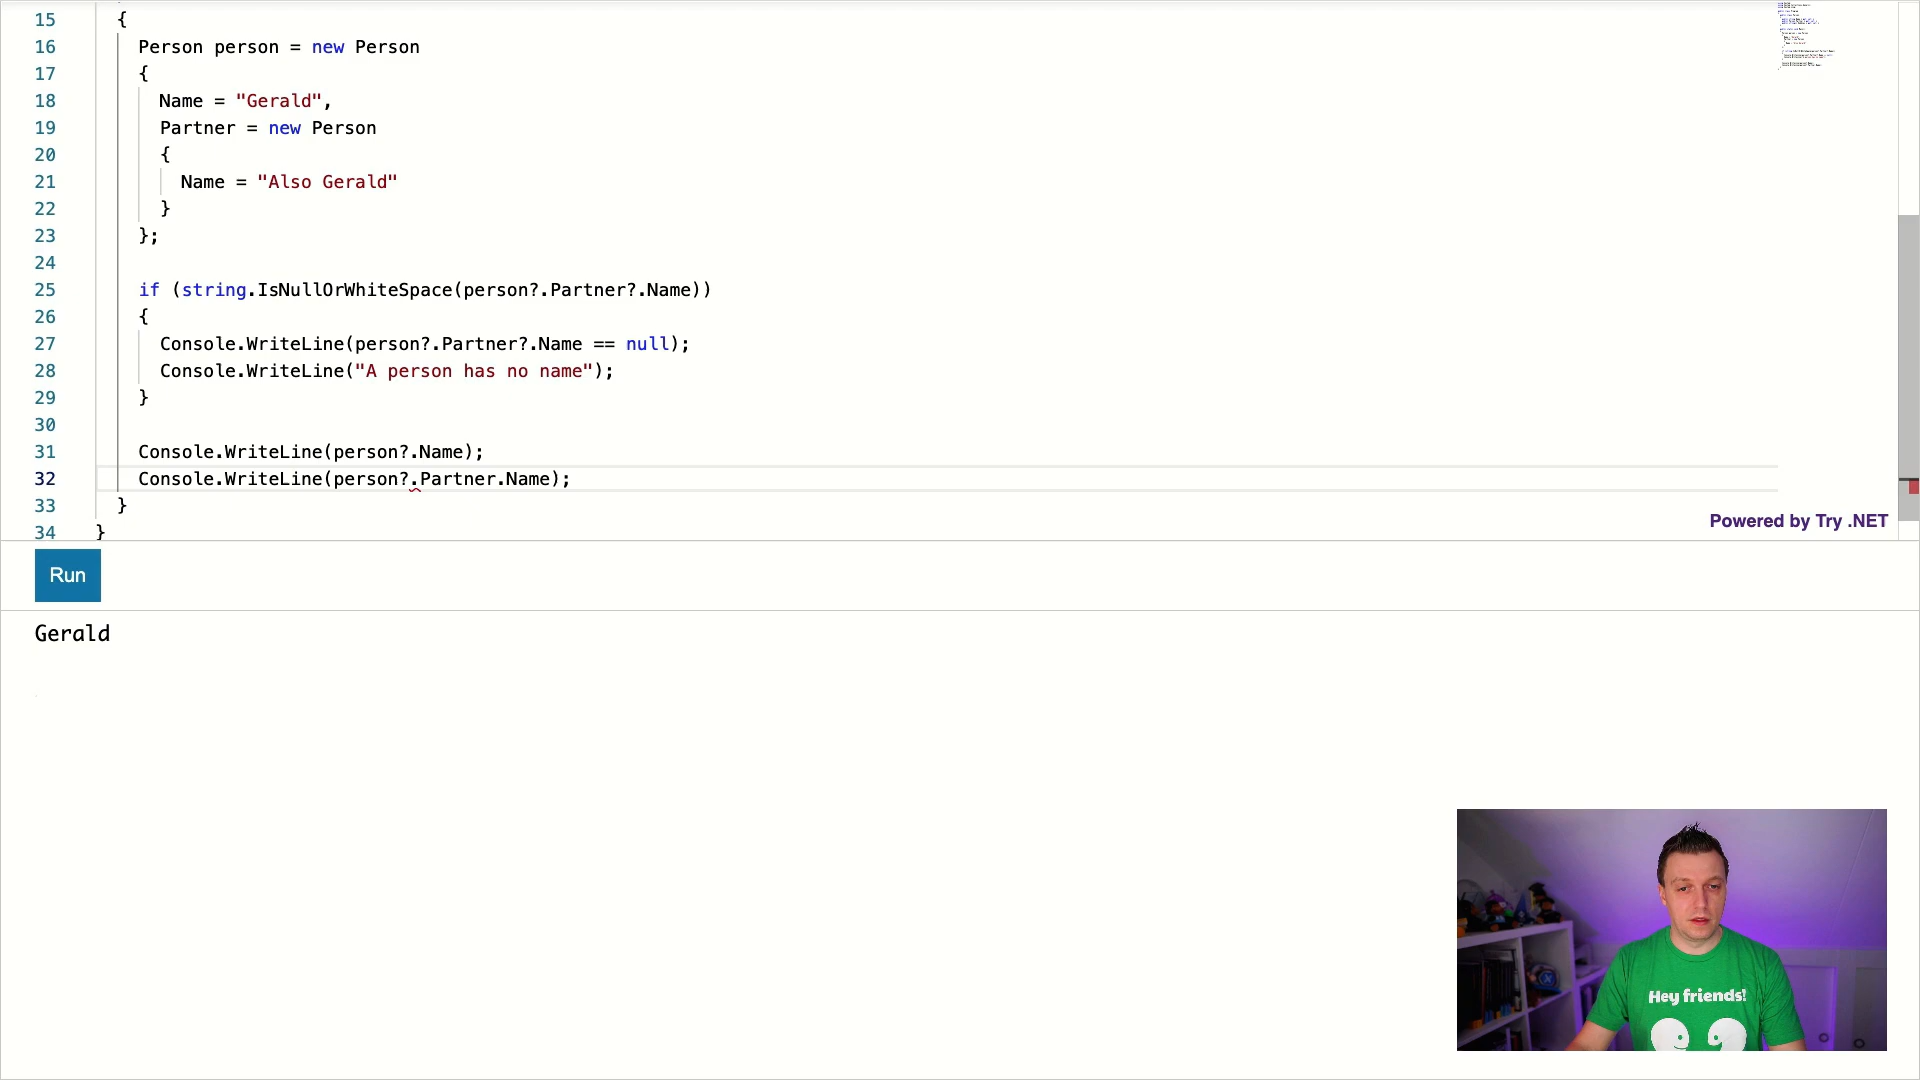 15 {
16 Person person = new Person
17 {
18 Name = "Gerald",
19 Partner = new Person
20 {
21 Name = "Also Gerald"
22 }
23 };
24
25 if (string.IsNullOrWhiteSpace(person?.Partner?.Name))
26 {
27 Console.WriteLine(person?.Partner?.Name == null);
28 Console.WriteLine("A person has no name");
29 }
30
31 Console.WriteLine(person?.Name);
32 Console.WriteLine(person?.Partner.Name);
33 }
34 }
Powered by Try .NET
Run
Gerald
Hey friends!